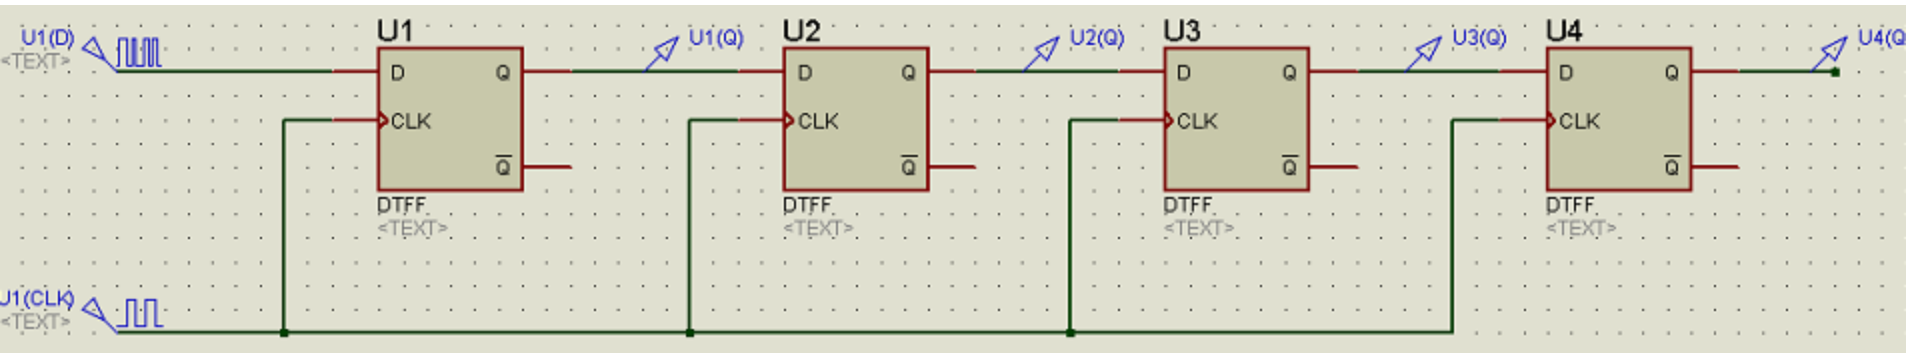 U1 U2 U3 U4
U1(D) U1(Q) U2(Q) U3(Q) U4(Q
<TEXT>
D Q D Q D Q D Q
CLK CLK CLK CLK
Q Q Q Q
DTFF DTFF DTFF DTFF
<TEXT> <TEXT> <TEXT> <TEXT>
U1(CLK)
<TEXT>